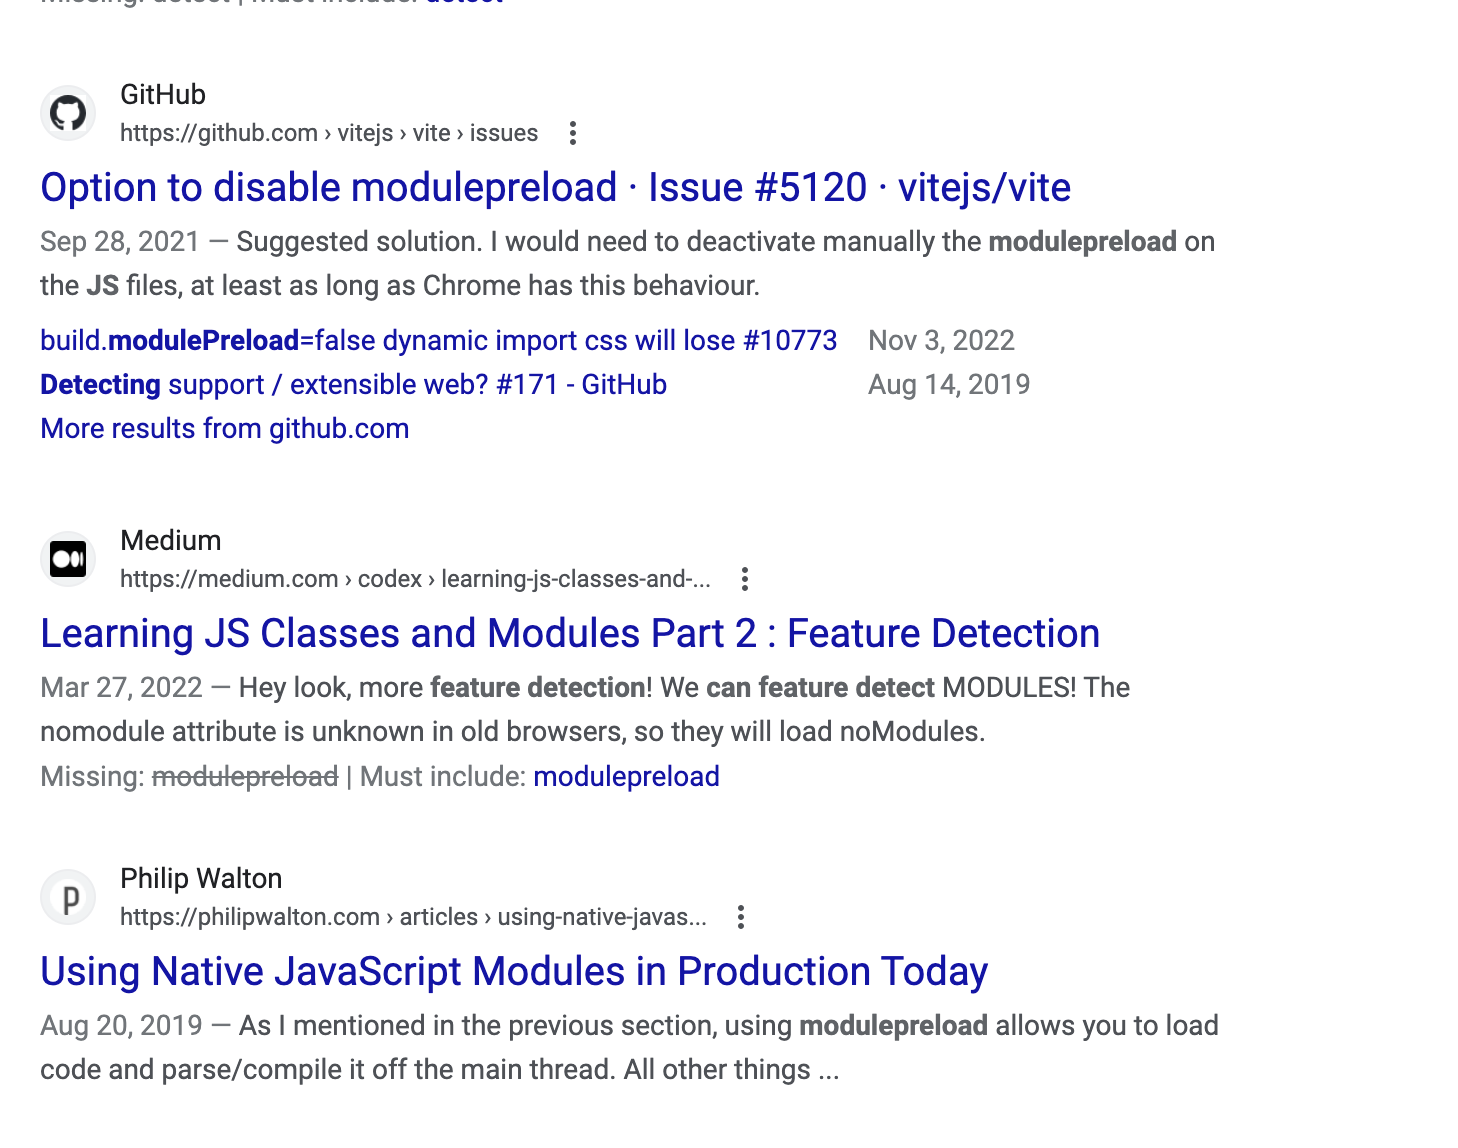 Missing: detect | Must include: detect
GitHub
https://github.com › vitejs › vite › issues
Option to disable modulepreload · Issue #5120 · vitejs/vite
Sep 28, 2021 — Suggested solution. I would need to deactivate manually the modulepreload on
the JS files, at least as long as Chrome has this behaviour.
build.modulePreload=false dynamic import css will lose #10773 Nov 3, 2022
Detecting support / extensible web? #171 - GitHub Aug 14, 2019
More results from github.com
Medium
https://medium.com › codex › learning-js-classes-and-...
Learning JS Classes and Modules Part 2 : Feature Detection
Mar 27, 2022 — Hey look, more feature detection! We can feature detect MODULES! The
nomodule attribute is unknown in old browsers, so they will load noModules.
Missing: modulepreload | Must include: modulepreload
p
Philip Walton
https://philipwalton.com › articles › using-native-javas...
Using Native JavaScript Modules in Production Today
Aug 20, 2019 — As I mentioned in the previous section, using modulepreload allows you to load
code and parse/compile it off the main thread. All other things ...